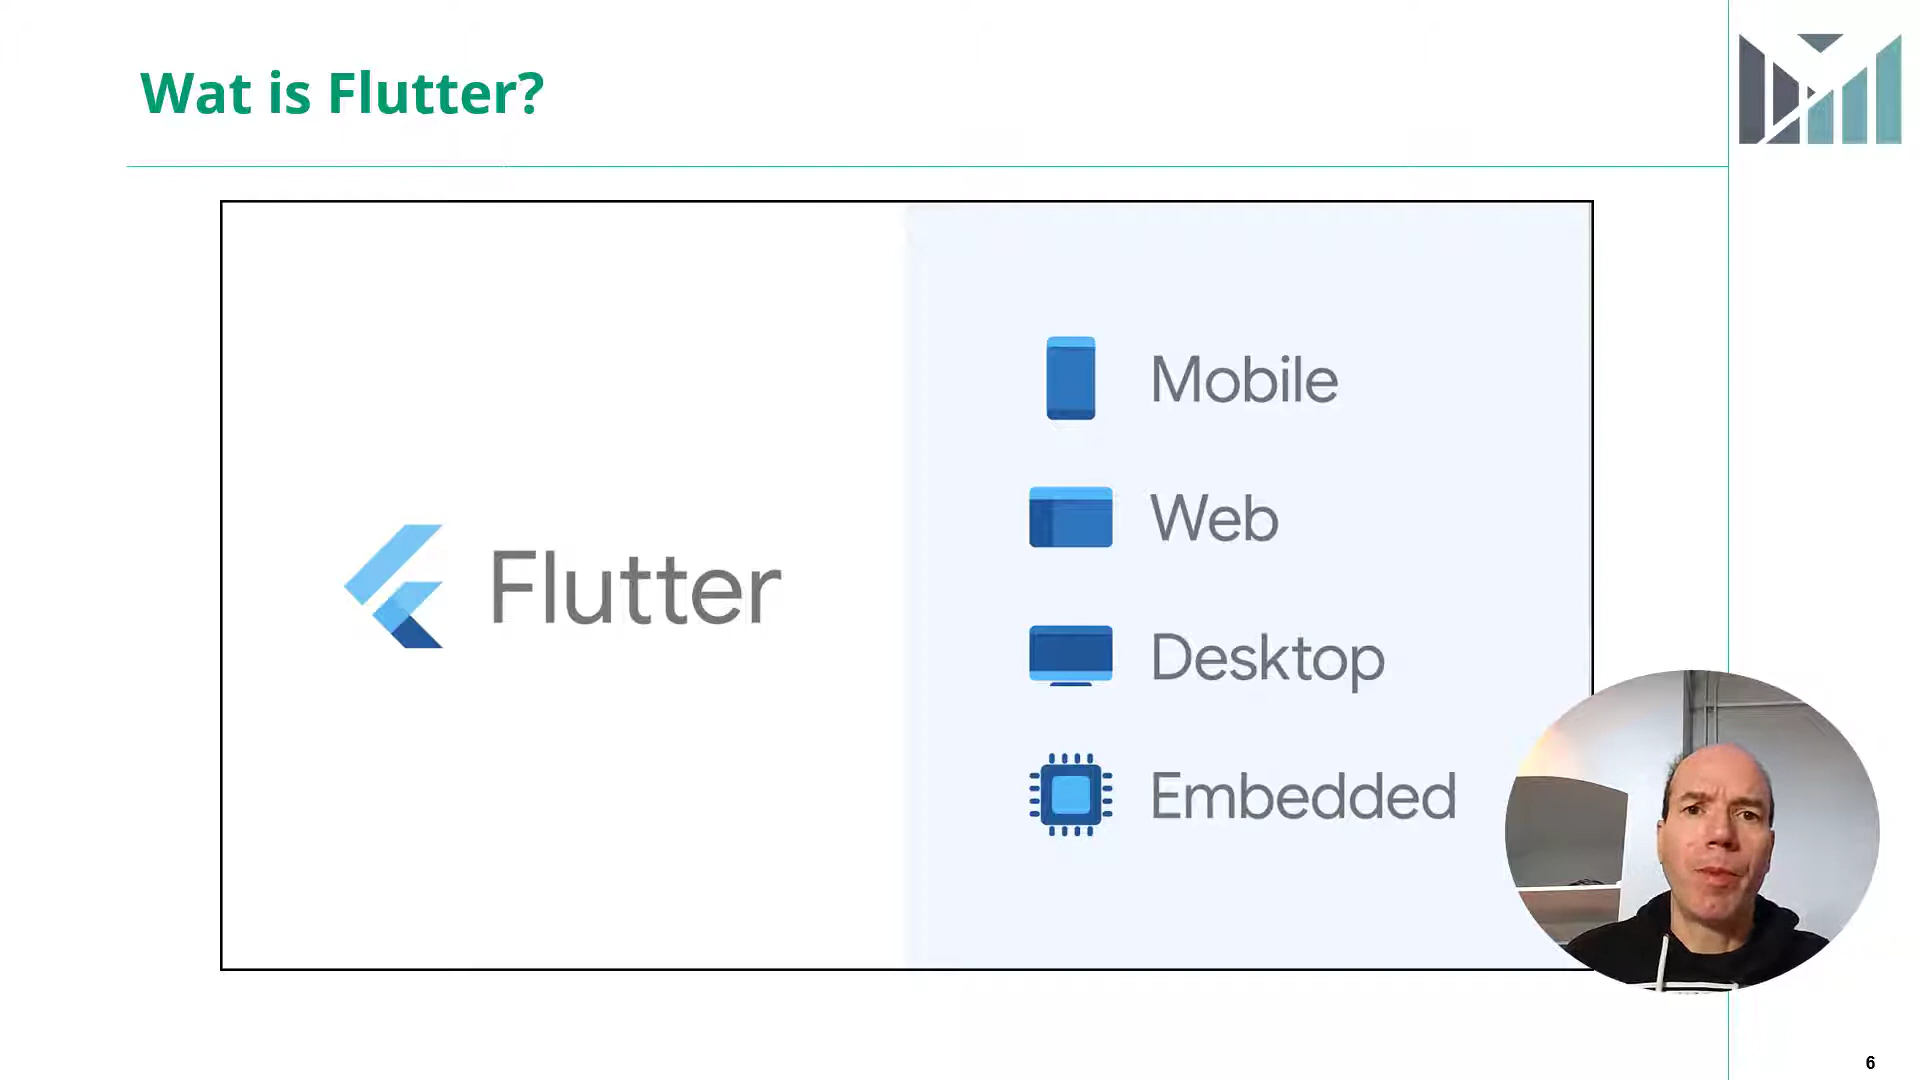 Wat is Flutter?
Flutter
Mobile
Web
Desktop
Embedded
6